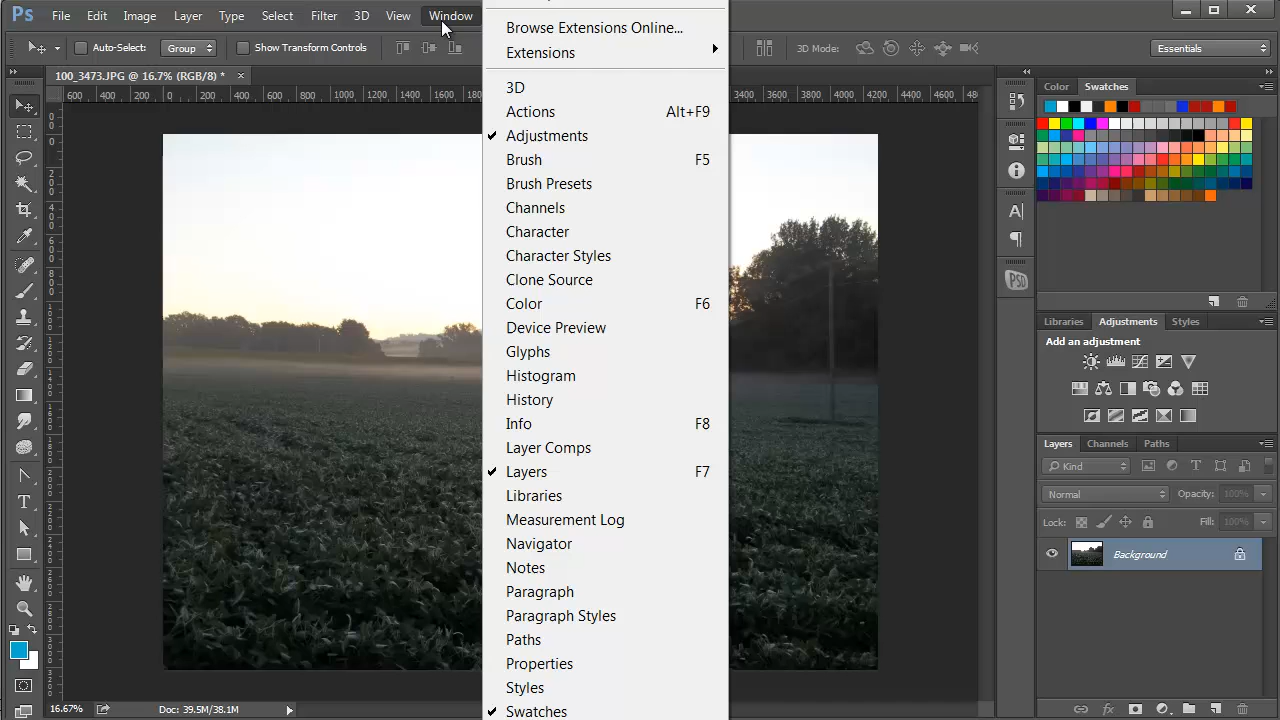 Ps File Edit Image Layer Type Select Filter 3D View Window
Auto-Select: Group Show Transform Controls
3D Mode: Essentials
100_3473.JPG @ 16.7% (RGB/8) * ×
600 400 200 0 200 400 600 800 1000 1200 1400 1600 1800
3400 3600 3800 4000 4200
Browse Extensions Online...
Extensions
3D
Actions Alt+F9
Adjustments
Brush F5
Brush Presets
Channels
Character
Character Styles
Clone Source
Color F6
Device Preview
Glyphs
Histogram
History
Info F8
Layer Comps
Layers F7
Libraries
Measurement Log
Navigator
Notes
Paragraph
Paragraph Styles
Paths
Properties
Styles
Swatches
Color Swatches
Libraries Adjustments Styles
Add an adjustment
Layers Channels Paths
Kind
Normal Opacity: 100%
Lock: Fill: 100%
Background
16.67% Doc: 39.5M/38.1M